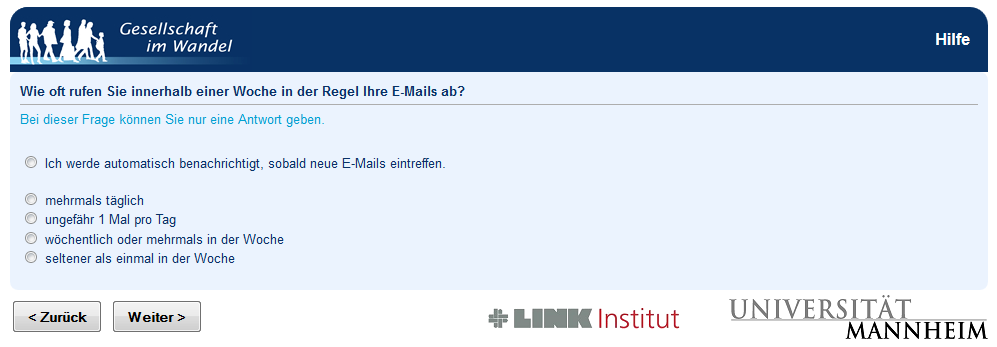 Gesellschaft
im Wandel
Hilfe
Wie oft rufen Sie innerhalb einer Woche in der Regel Ihre E-Mails ab?
Bei dieser Frage können Sie nur eine Antwort geben.
Ich werde automatisch benachrichtigt, sobald neue E-Mails eintreffen.
mehrmals täglich
ungefähr 1 Mal pro Tag
wöchentlich oder mehrmals in der Woche
seltener als einmal in der Woche
< Zurück Weiter >
LINK Institut
UNIVERSITÄT
MANNHEIM